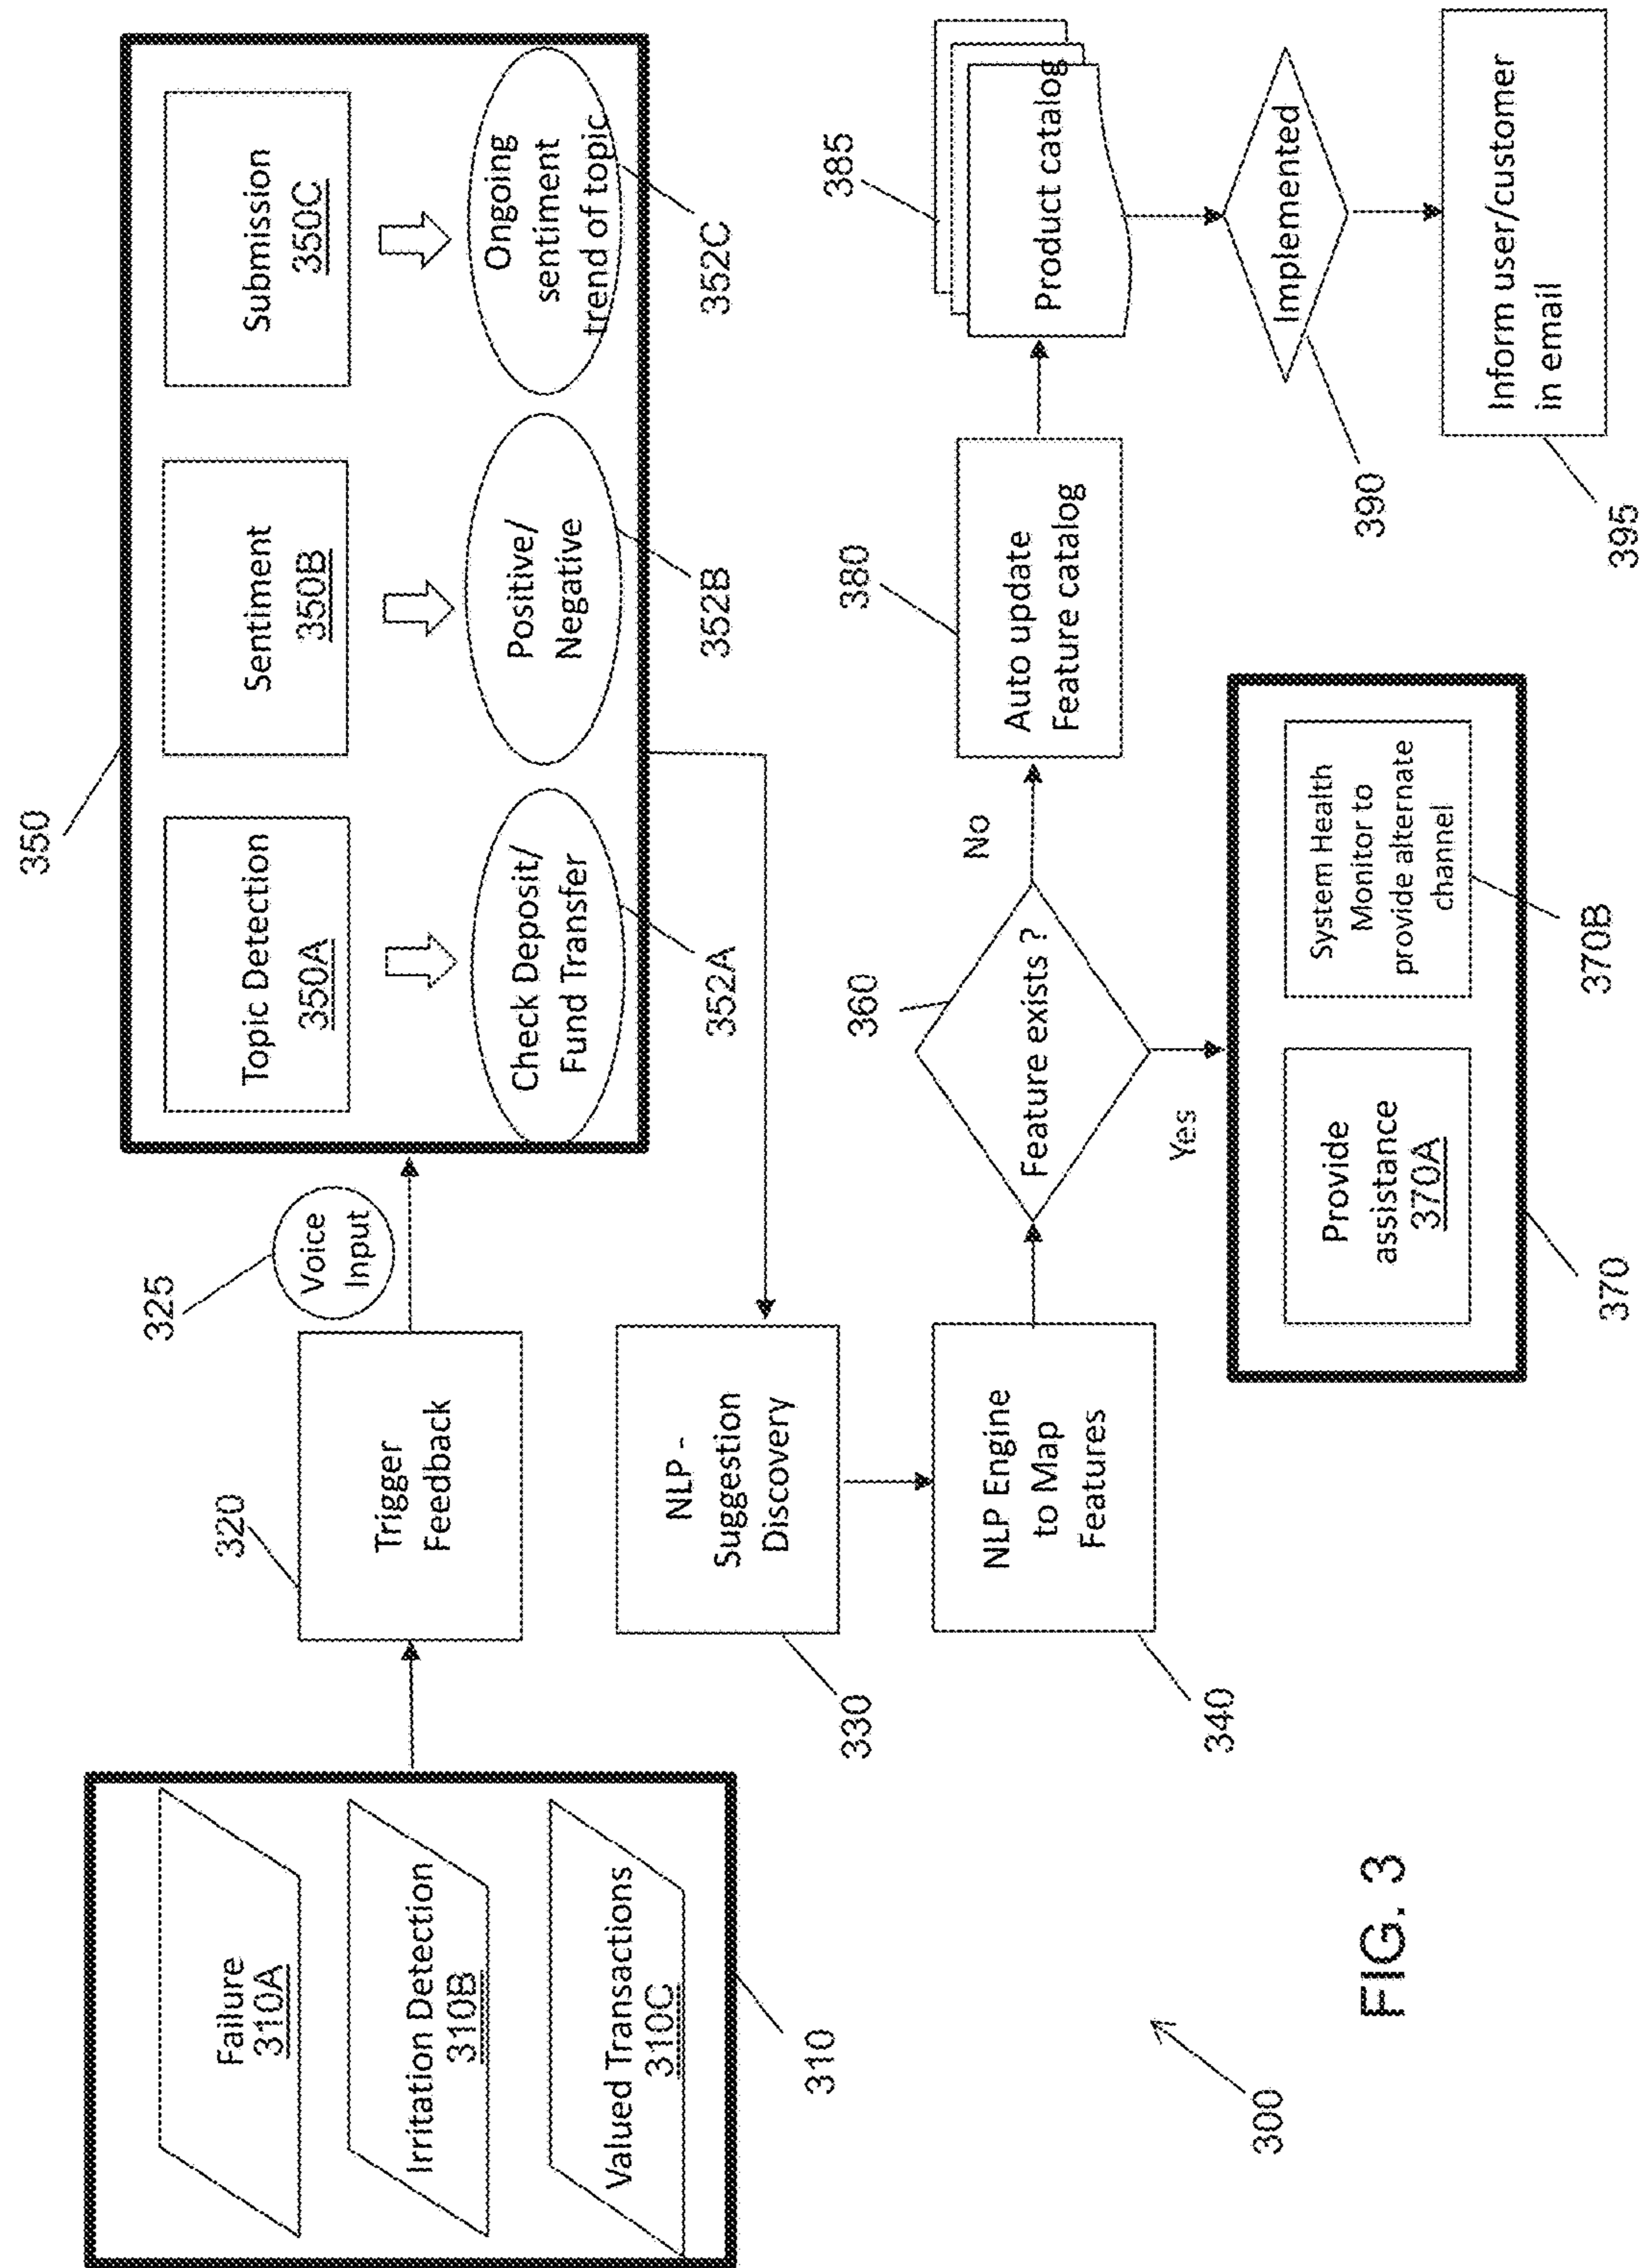 350
Topic Detection
350A
Sentiment
350B
Submission
350C
Check Deposit/
Fund Transfer
352A
Positive/
Negative
352B
Ongoing
sentiment
trend of topic
352C
Failure
310A
Irritation Detection
310B
Valued Transactions
310C
310
320
Trigger
Feedback
325
Voice
Input
NLP -
Suggestion
Discovery
330
NLP Engine
to Map
Features
340
360
Feature exists ?
No
Yes
380
Auto update
Feature catalog
385
Product catalog
Implemented
390
Inform user/customer
in email
395
Provide
assistance
370A
System Health
Monitor to
provide alternate
channel
370B
370
300
FIG. 3